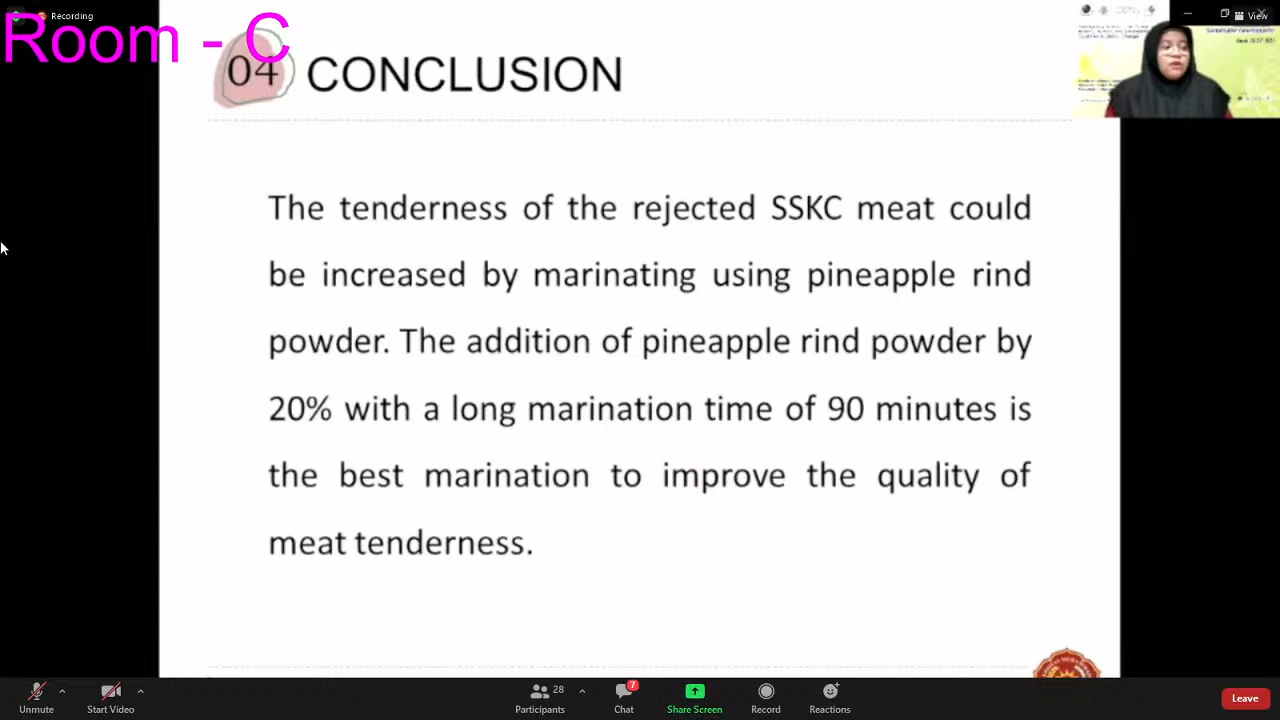 Recording
Room - C
View
04 CONCLUSION
The tenderness of the rejected SSKC meat could
be increased by marinating using pineapple rind
powder. The addition of pineapple rind powder by
20% with a long marination time of 90 minutes is
the best marination to improve the quality of
meat tenderness.
Unmute
Start Video
28
Participants
7
Chat
Share Screen
Record
Reactions
Leave